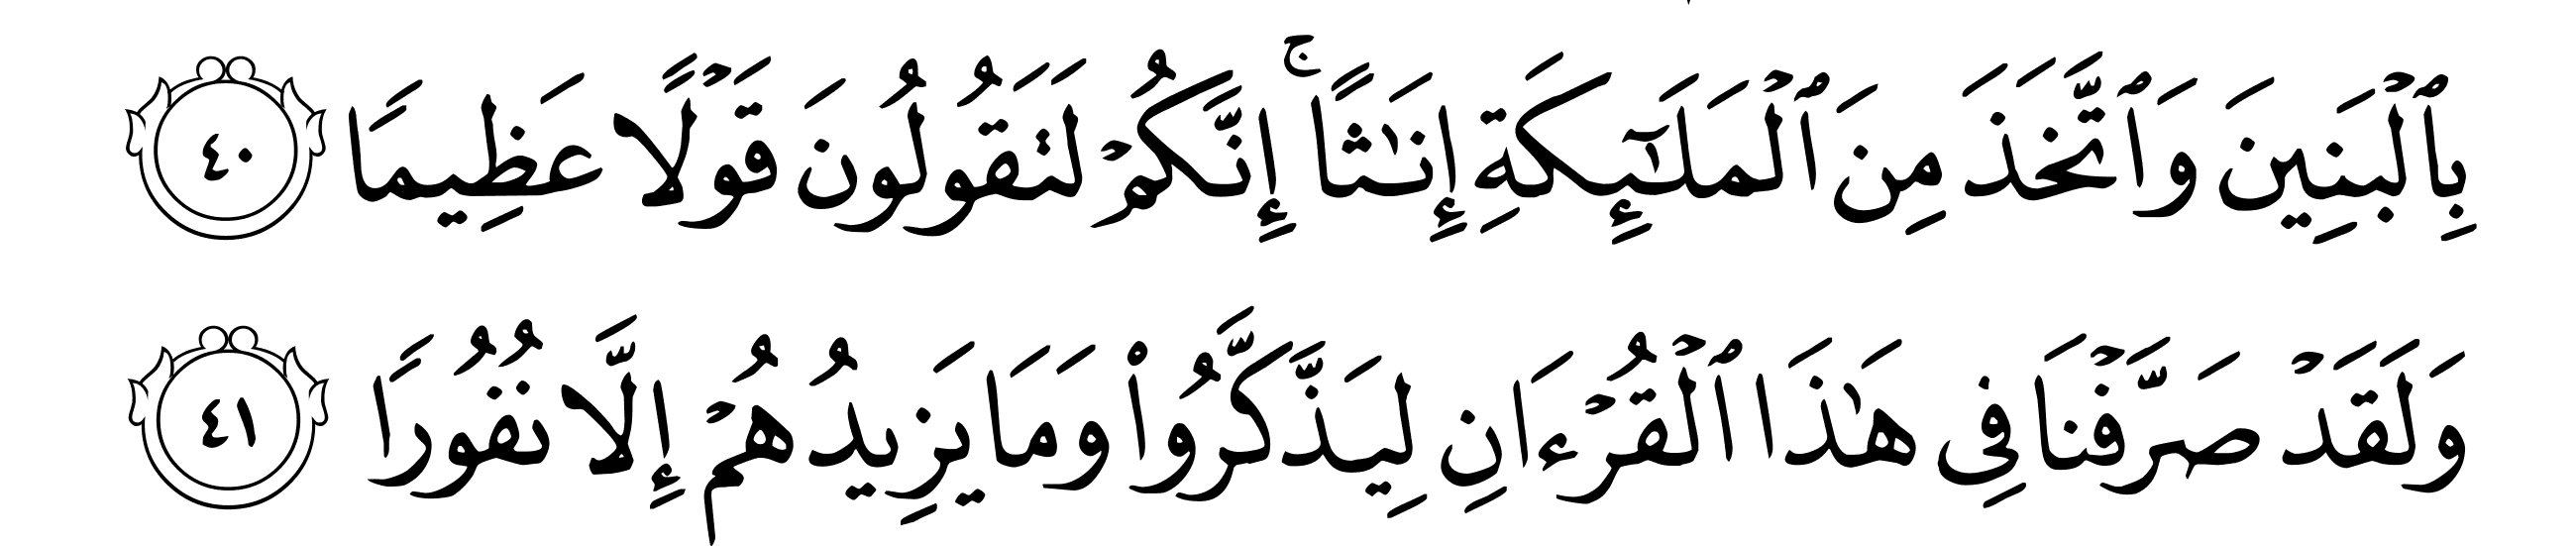 بِٱلْبَنِينَ وَٱتَّخَذَ مِنَ ٱلْمَلَـٰٓئِكَةِ إِنَـٰثًا ۚ إِنَّكُمْ لَتَقُولُونَ قَوْلًا عَظِيمًا ٤٠
وَلَقَدْ صَرَّفْنَا فِى هَـٰذَا ٱلْقُرْءَانِ لِيَذَّكَّرُوا۟ وَمَا يَزِيدُهُمْ إِلَّا نُفُورًا ٤١